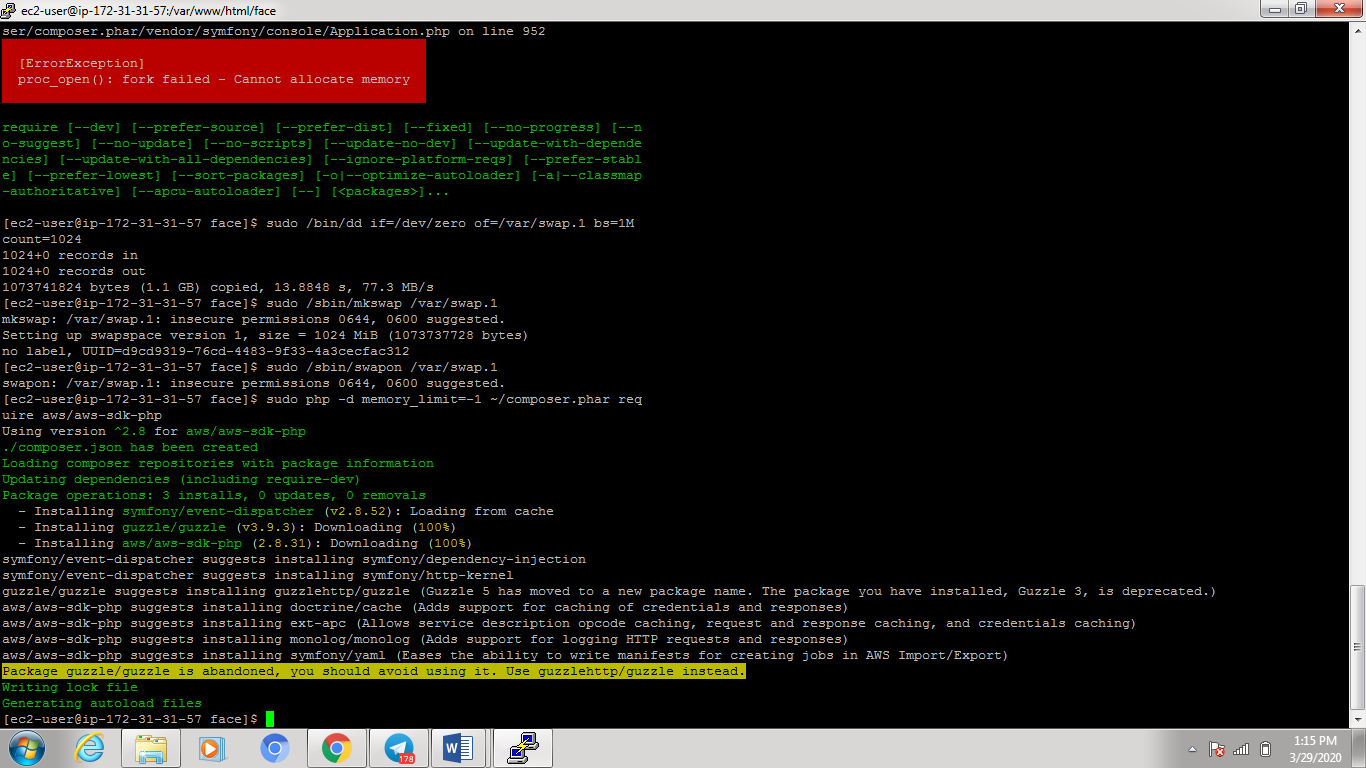 ec2-user@ip-172-31-31-57:/var/www/html/face
ser/composer.phar/vendor/symfony/console/Application.php on line 952
[ErrorException]
proc_open(): fork failed - Cannot allocate memory
require [--dev] [--prefer-source] [--prefer-dist] [--fixed] [--no-progress] [--n
o-suggest] [--no-update] [--no-scripts] [--update-no-dev] [--update-with-depende
ncies] [--update-with-all-dependencies] [--ignore-platform-reqs] [--prefer-stabl
e] [--prefer-lowest] [--sort-packages] [-o|--optimize-autoloader] [-a|--classmap
-authoritative] [--apcu-autoloader] [--] [<packages>]...
[ec2-user@ip-172-31-31-57 face]$ sudo /bin/dd if=/dev/zero of=/var/swap.1 bs=1M
count=1024
1024+0 records in
1024+0 records out
1073741824 bytes (1.1 GB) copied, 13.8848 s, 77.3 MB/s
[ec2-user@ip-172-31-31-57 face]$ sudo /sbin/mkswap /var/swap.1
mkswap: /var/swap.1: insecure permissions 0644, 0600 suggested.
Setting up swapspace version 1, size = 1024 MiB (1073737728 bytes)
no label, UUID=d9cd9319-76cd-4483-9f33-4a3cecfac312
[ec2-user@ip-172-31-31-57 face]$ sudo /sbin/swapon /var/swap.1
swapon: /var/swap.1: insecure permissions 0644, 0600 suggested.
[ec2-user@ip-172-31-31-57 face]$ sudo php -d memory_limit=-1 ~/composer.phar req
uire aws/aws-sdk-php
Using version ^2.8 for aws/aws-sdk-php
./composer.json has been created
Loading composer repositories with package information
Updating dependencies (including require-dev)
Package operations: 3 installs, 0 updates, 0 removals
- Installing symfony/event-dispatcher (v2.8.52): Loading from cache
- Installing guzzle/guzzle (v3.9.3): Downloading (100%)
- Installing aws/aws-sdk-php (2.8.31): Downloading (100%)
symfony/event-dispatcher suggests installing symfony/dependency-injection
symfony/event-dispatcher suggests installing symfony/http-kernel
guzzle/guzzle suggests installing guzzlehttp/guzzle (Guzzle 5 has moved to a new package name. The package you have installed, Guzzle 3, is deprecated.)
aws/aws-sdk-php suggests installing doctrine/cache (Adds support for caching of credentials and responses)
aws/aws-sdk-php suggests installing ext-apc (Allows service description opcode caching, request and response caching, and credentials caching)
aws/aws-sdk-php suggests installing monolog/monolog (Adds support for logging HTTP requests and responses)
aws/aws-sdk-php suggests installing symfony/yaml (Eases the ability to write manifests for creating jobs in AWS Import/Export)
Package guzzle/guzzle is abandoned, you should avoid using it. Use guzzlehttp/guzzle instead.
Writing lock file
Generating autoload files
[ec2-user@ip-172-31-31-57 face]$
178
1:15 PM
3/29/2020